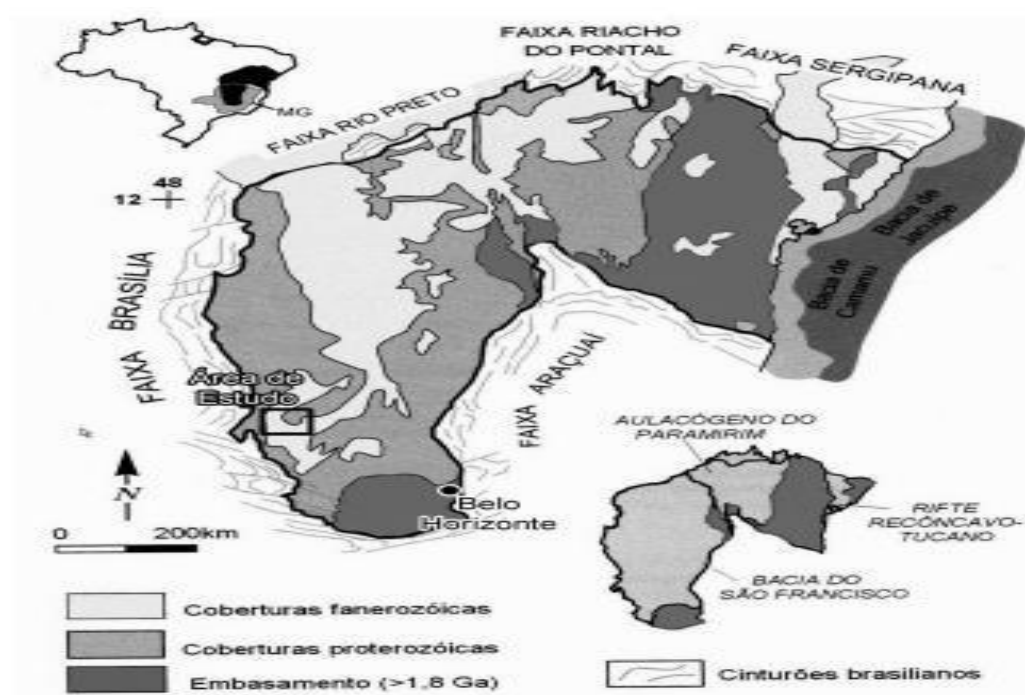 FAIXA RIACHO
DO PONTAL
FAIXA SERGIPANA
MG
FAIXA RIO PRETO
48
12
Bacia de
Jacuípe
Bacia de
Camamu
FAIXA BRASÍLIA
Área de
Estudo
FAIXA ARAÇUAÍ
AULACÓGENO DO
PARAMIRIM
N
Belo
Horizonte
0 200km
RIFTE
RECÔNCAVO-
TUCANO
BACIA DO
SÃO FRANCISCO
Coberturas fanerozóicas
Coberturas proterozóicas
Embasamento (>1,8 Ga)
Cinturões brasilianos